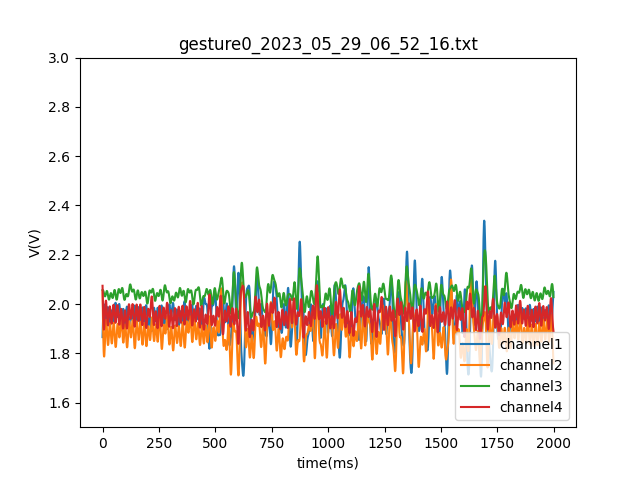 gesture0_2023_05_29_06_52_16.txt
3.0
2.8
2.6
2.4
2.2
2.0
1.8
1.6
V(V)
channel1
channel2
channel3
channel4
0 250 500 750 1000 1250 1500 1750 2000
time(ms)